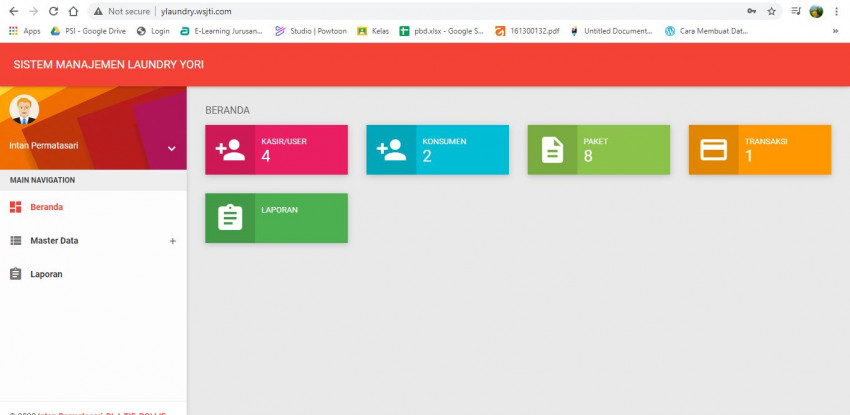 Not secure | ylaundry.wsjti.com
Apps PSI - Google Drive Login E-Learning Jurusan... Studio | Powtoon Kelas pbd.xlsx - Google S... 161300132.pdf Untitled Document... Cara Membuat Dat... »
SISTEM MANAJEMEN LAUNDRY YORI
Intan Permatasari
MAIN NAVIGATION
Beranda
Master Data +
Laporan
BERANDA
KASIR/USER
4
KONSUMEN
2
PAKET
8
TRANSAKSI
1
LAPORAN